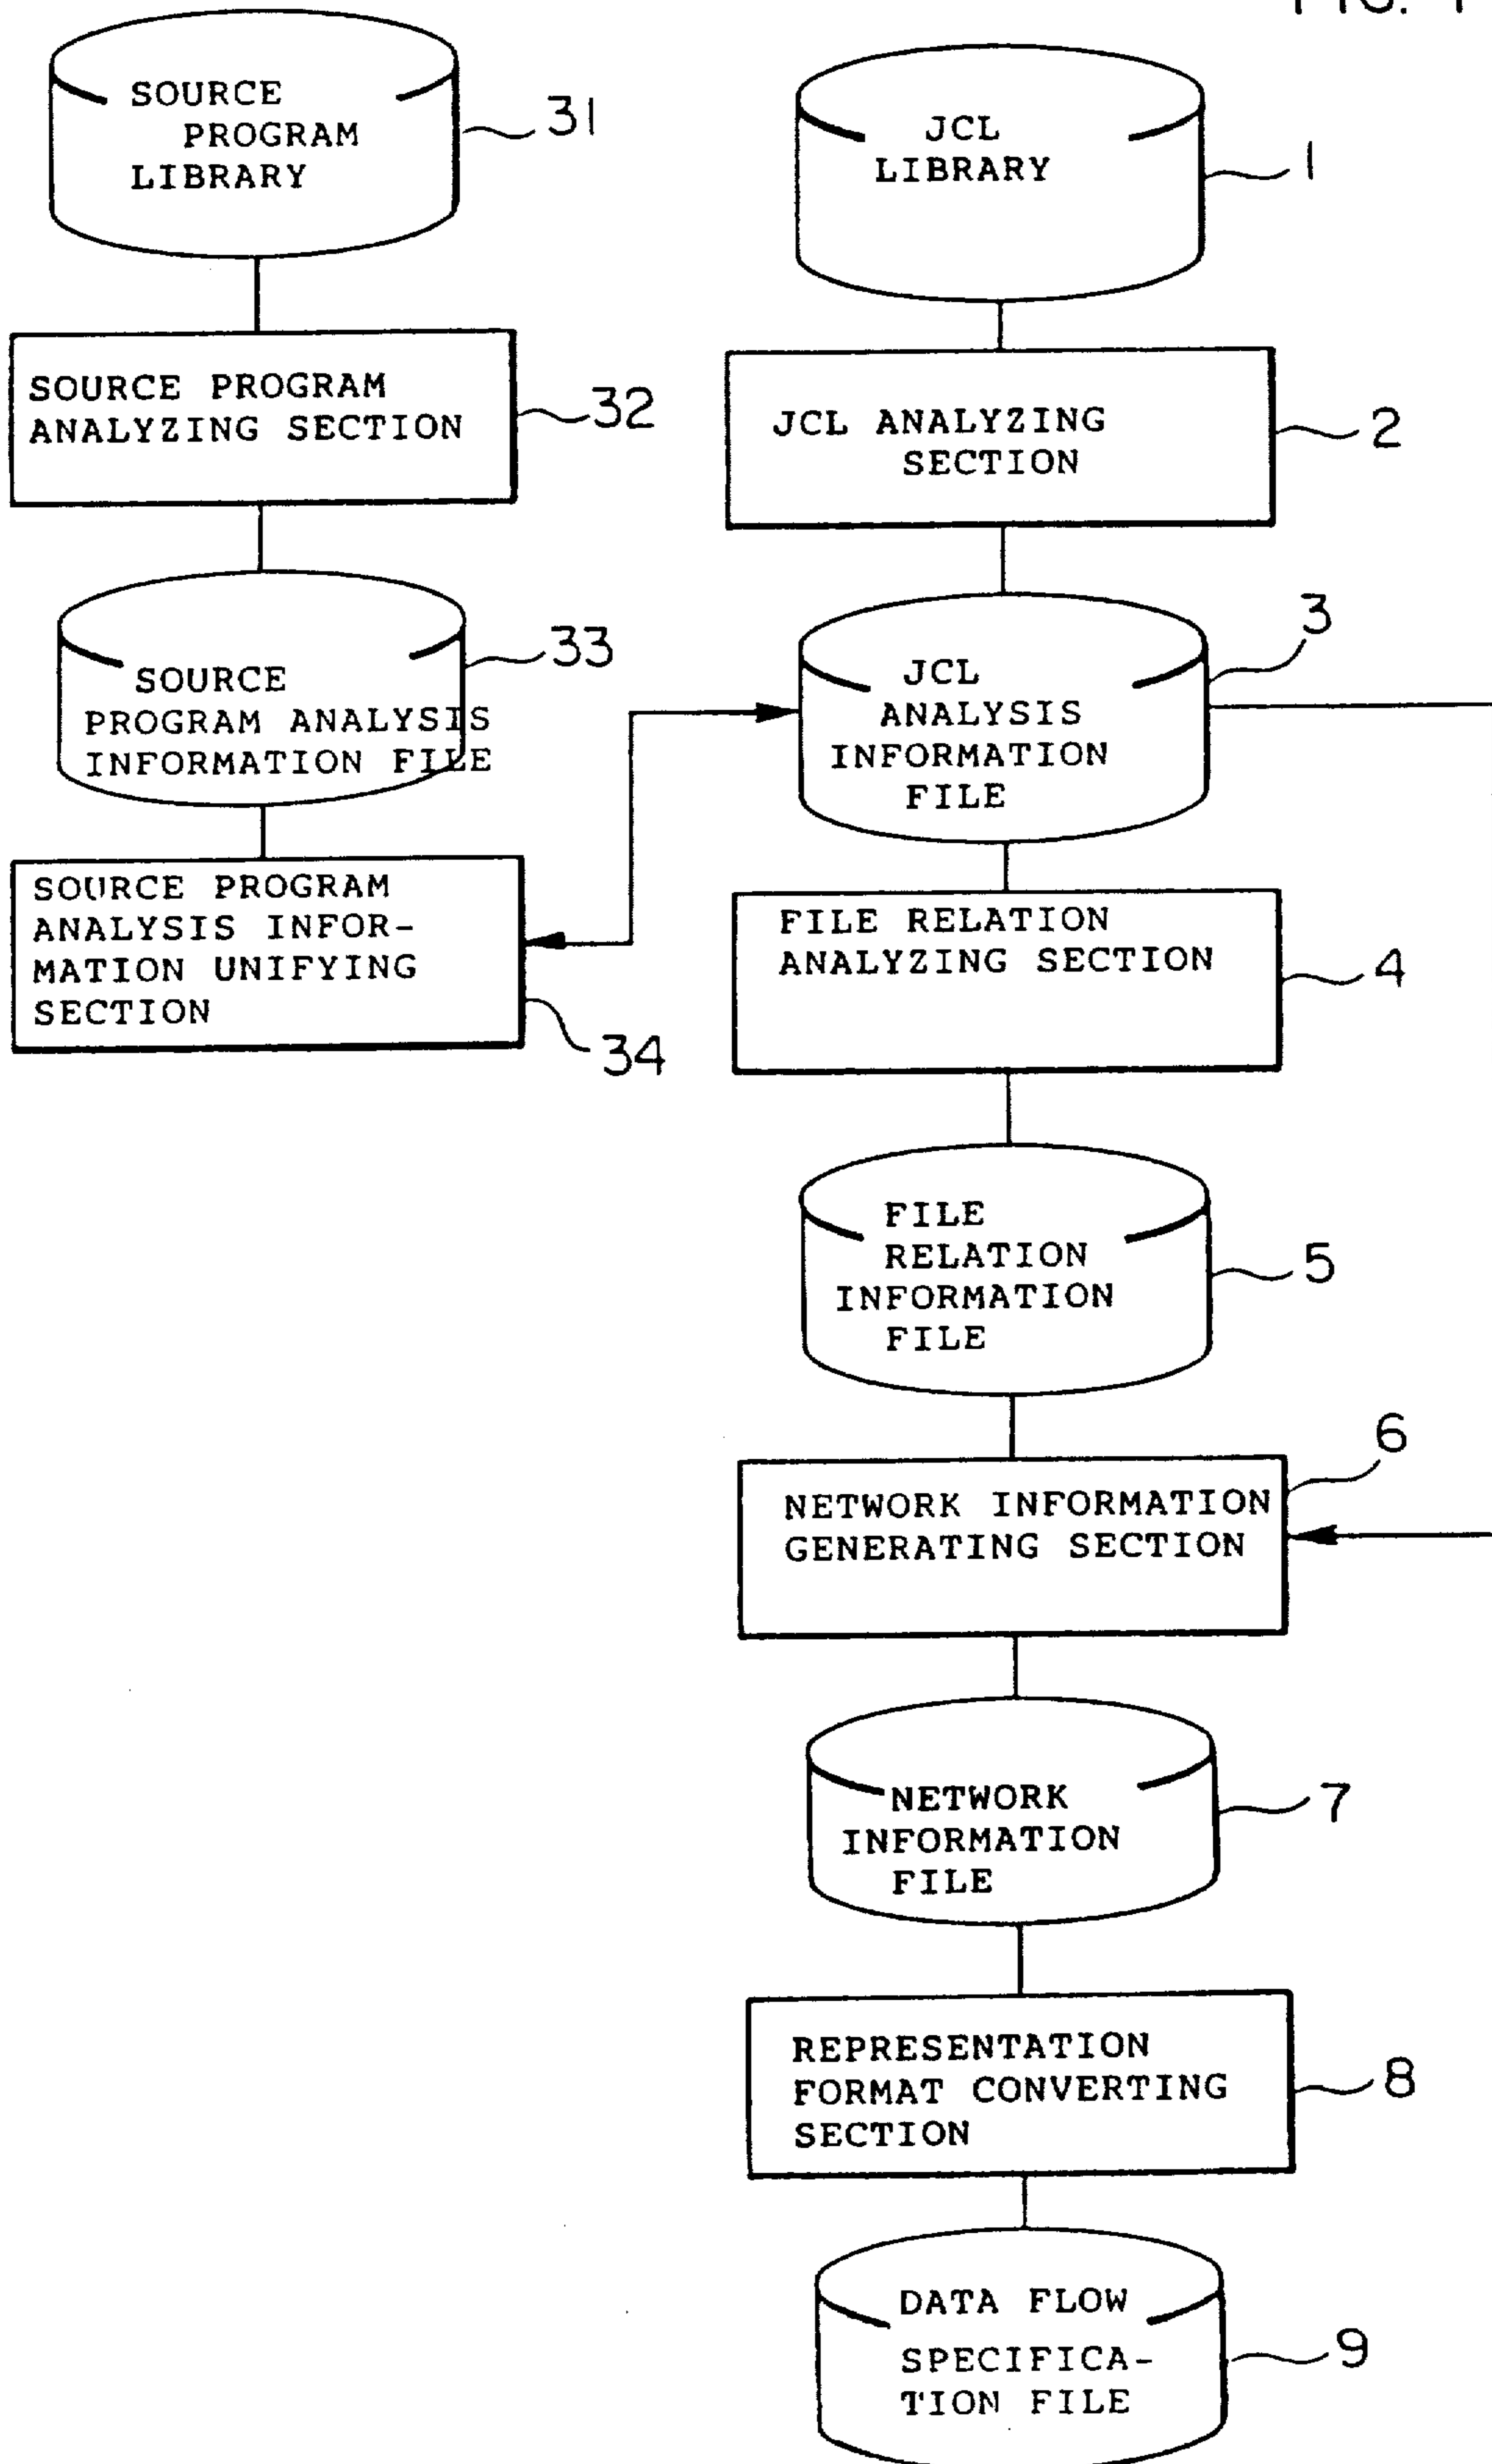 SOURCE
PROGRAM
LIBRARY
31
SOURCE PROGRAM
ANALYZING SECTION
32
SOURCE
PROGRAM ANALYSIS
INFORMATION FILE
33
SOURCE PROGRAM
ANALYSIS INFOR-
MATION UNIFYING
SECTION
34
JCL
LIBRARY
1
JCL ANALYZING
SECTION
2
JCL
ANALYSIS
INFORMATION
FILE
3
FILE RELATION
ANALYZING SECTION
4
FILE
RELATION
INFORMATION
FILE
5
NETWORK INFORMATION
GENERATING SECTION
6
NETWORK
INFORMATION
FILE
7
REPRESENTATION
FORMAT CONVERTING
SECTION
8
DATA FLOW
SPECIFICA-
TION FILE
9